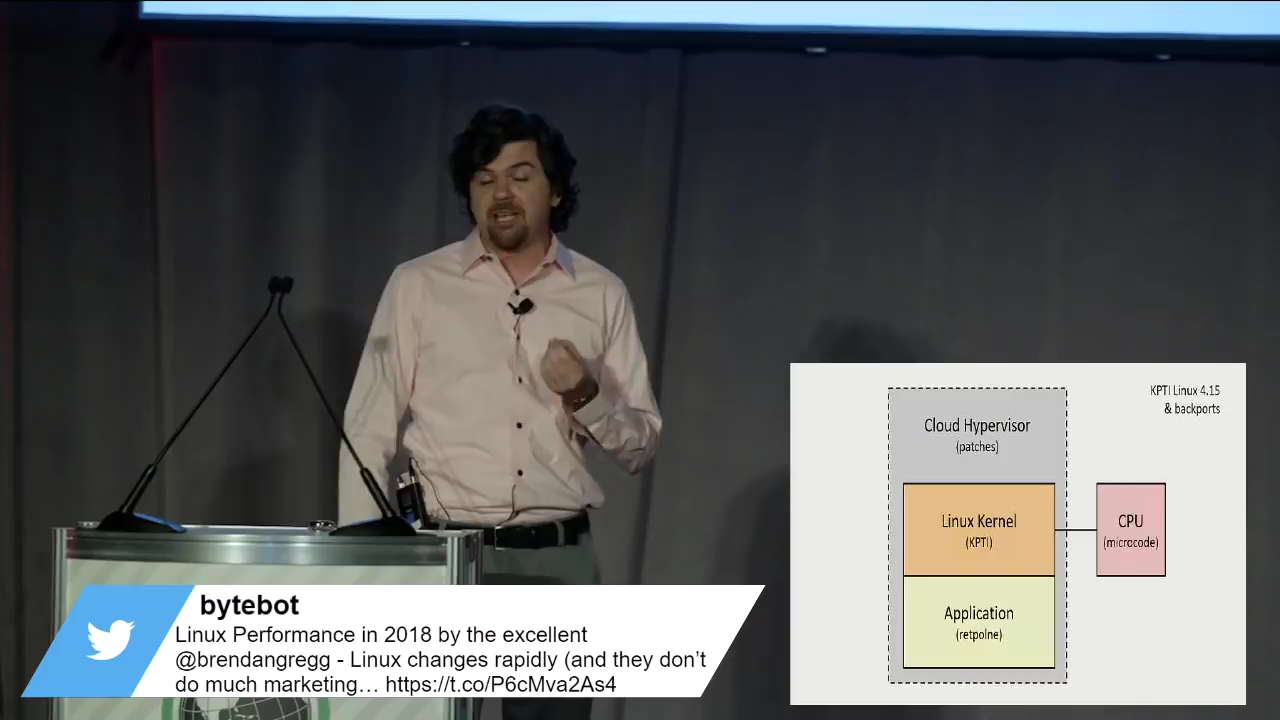 KPTI Linux 4.15
& backports
Cloud Hypervisor
(patches)
Linux Kernel
(KPTI)
CPU
(microcode)
Application
(retpolne)
bytebot
Linux Performance in 2018 by the excellent
@brendangregg - Linux changes rapidly (and they don’t
do much marketing… https://t.co/P6cMva2As4